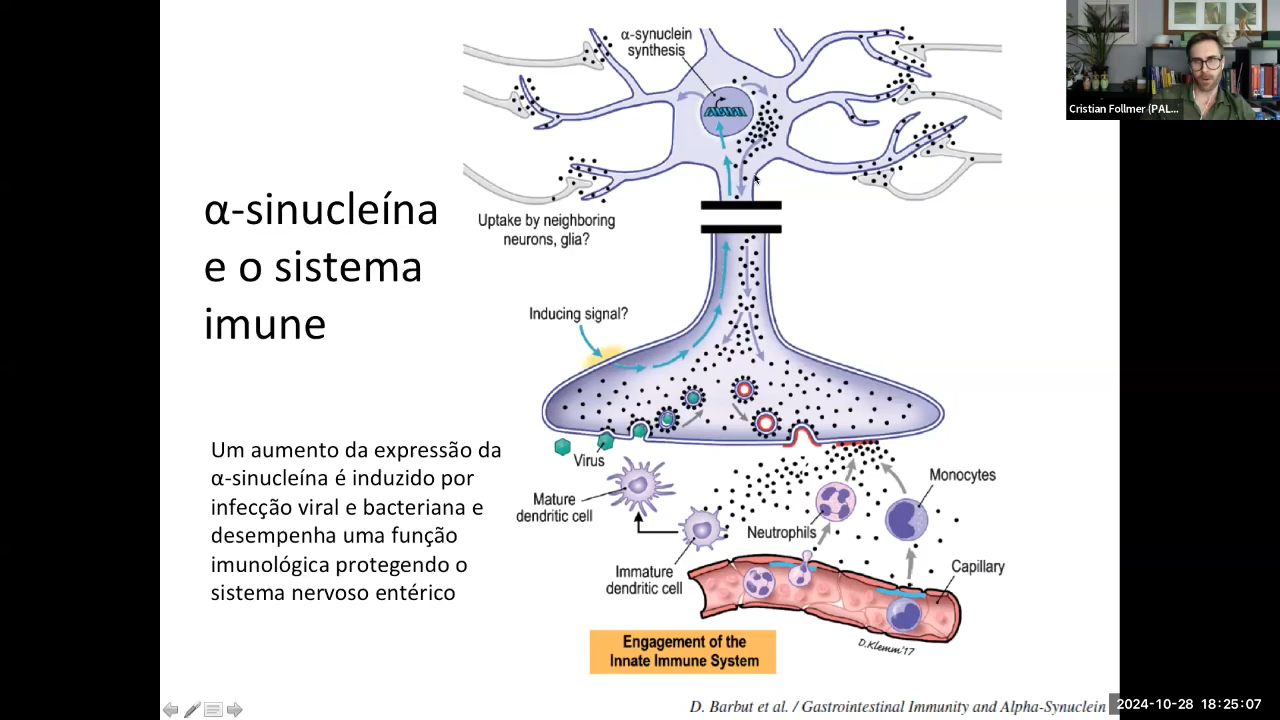 α-synuclein
synthesis
Cristian Follmer (PAL...
α-sinucleína
e o sistema
imune
Uptake by neighboring
neurons, glia?
Inducing signal?
Um aumento da expressão da
α-sinucleína é induzido por
infecção viral e bacteriana e
desempenha uma função
imunológica protegendo o
sistema nervoso entérico
Virus
Mature
dendritic cell
Monocytes
Neutrophils
Immature
dendritic cell
Capillary
D.Klemm'17
Engagement of the
Innate Immune System
D. Barbut et al. / Gastrointestinal Immunity and Alpha-Synuclein
2024-10-28 18:25:07